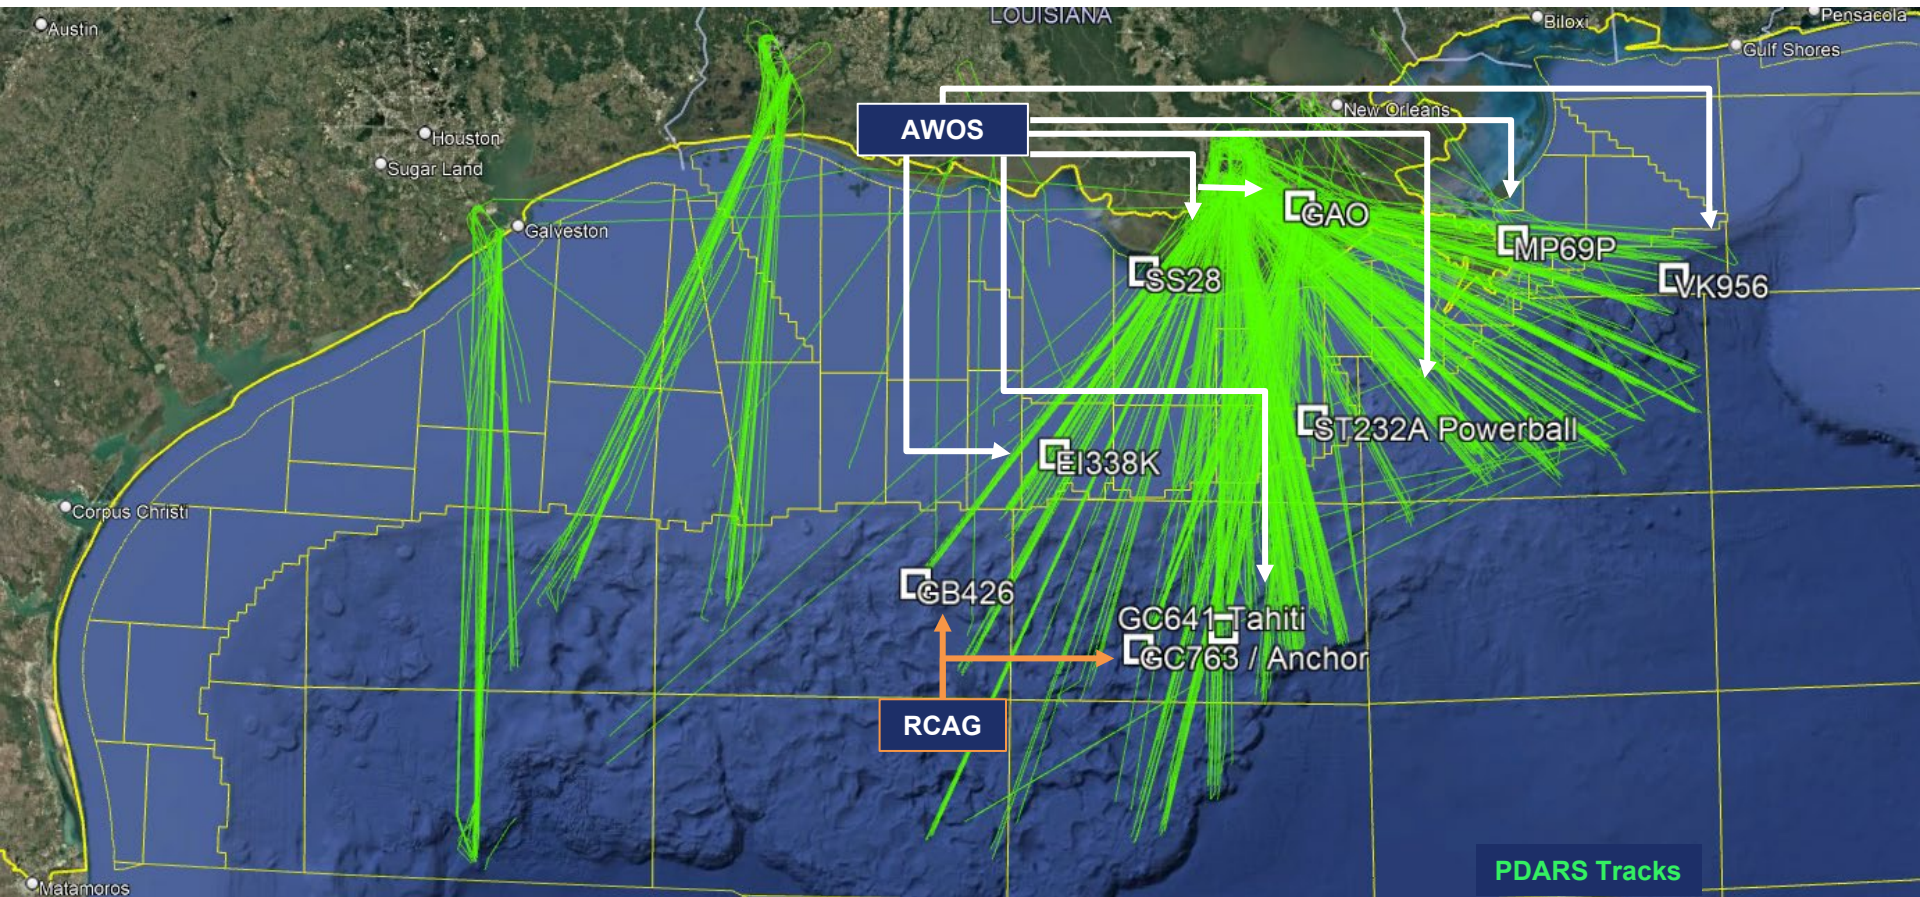 LOUISIANA
Pensacola
Biloxi
Austin
Gulf Shores
New Orleans
AWOS
Houston
Sugar Land
GAO
Galveston
MP69P
SS28
VK956
ST232A Powerball
EI338K
Corpus Christi
GB426
GC641 Tahiti
GC763 / Anchor
RCAG
PDARS Tracks
Matamoros